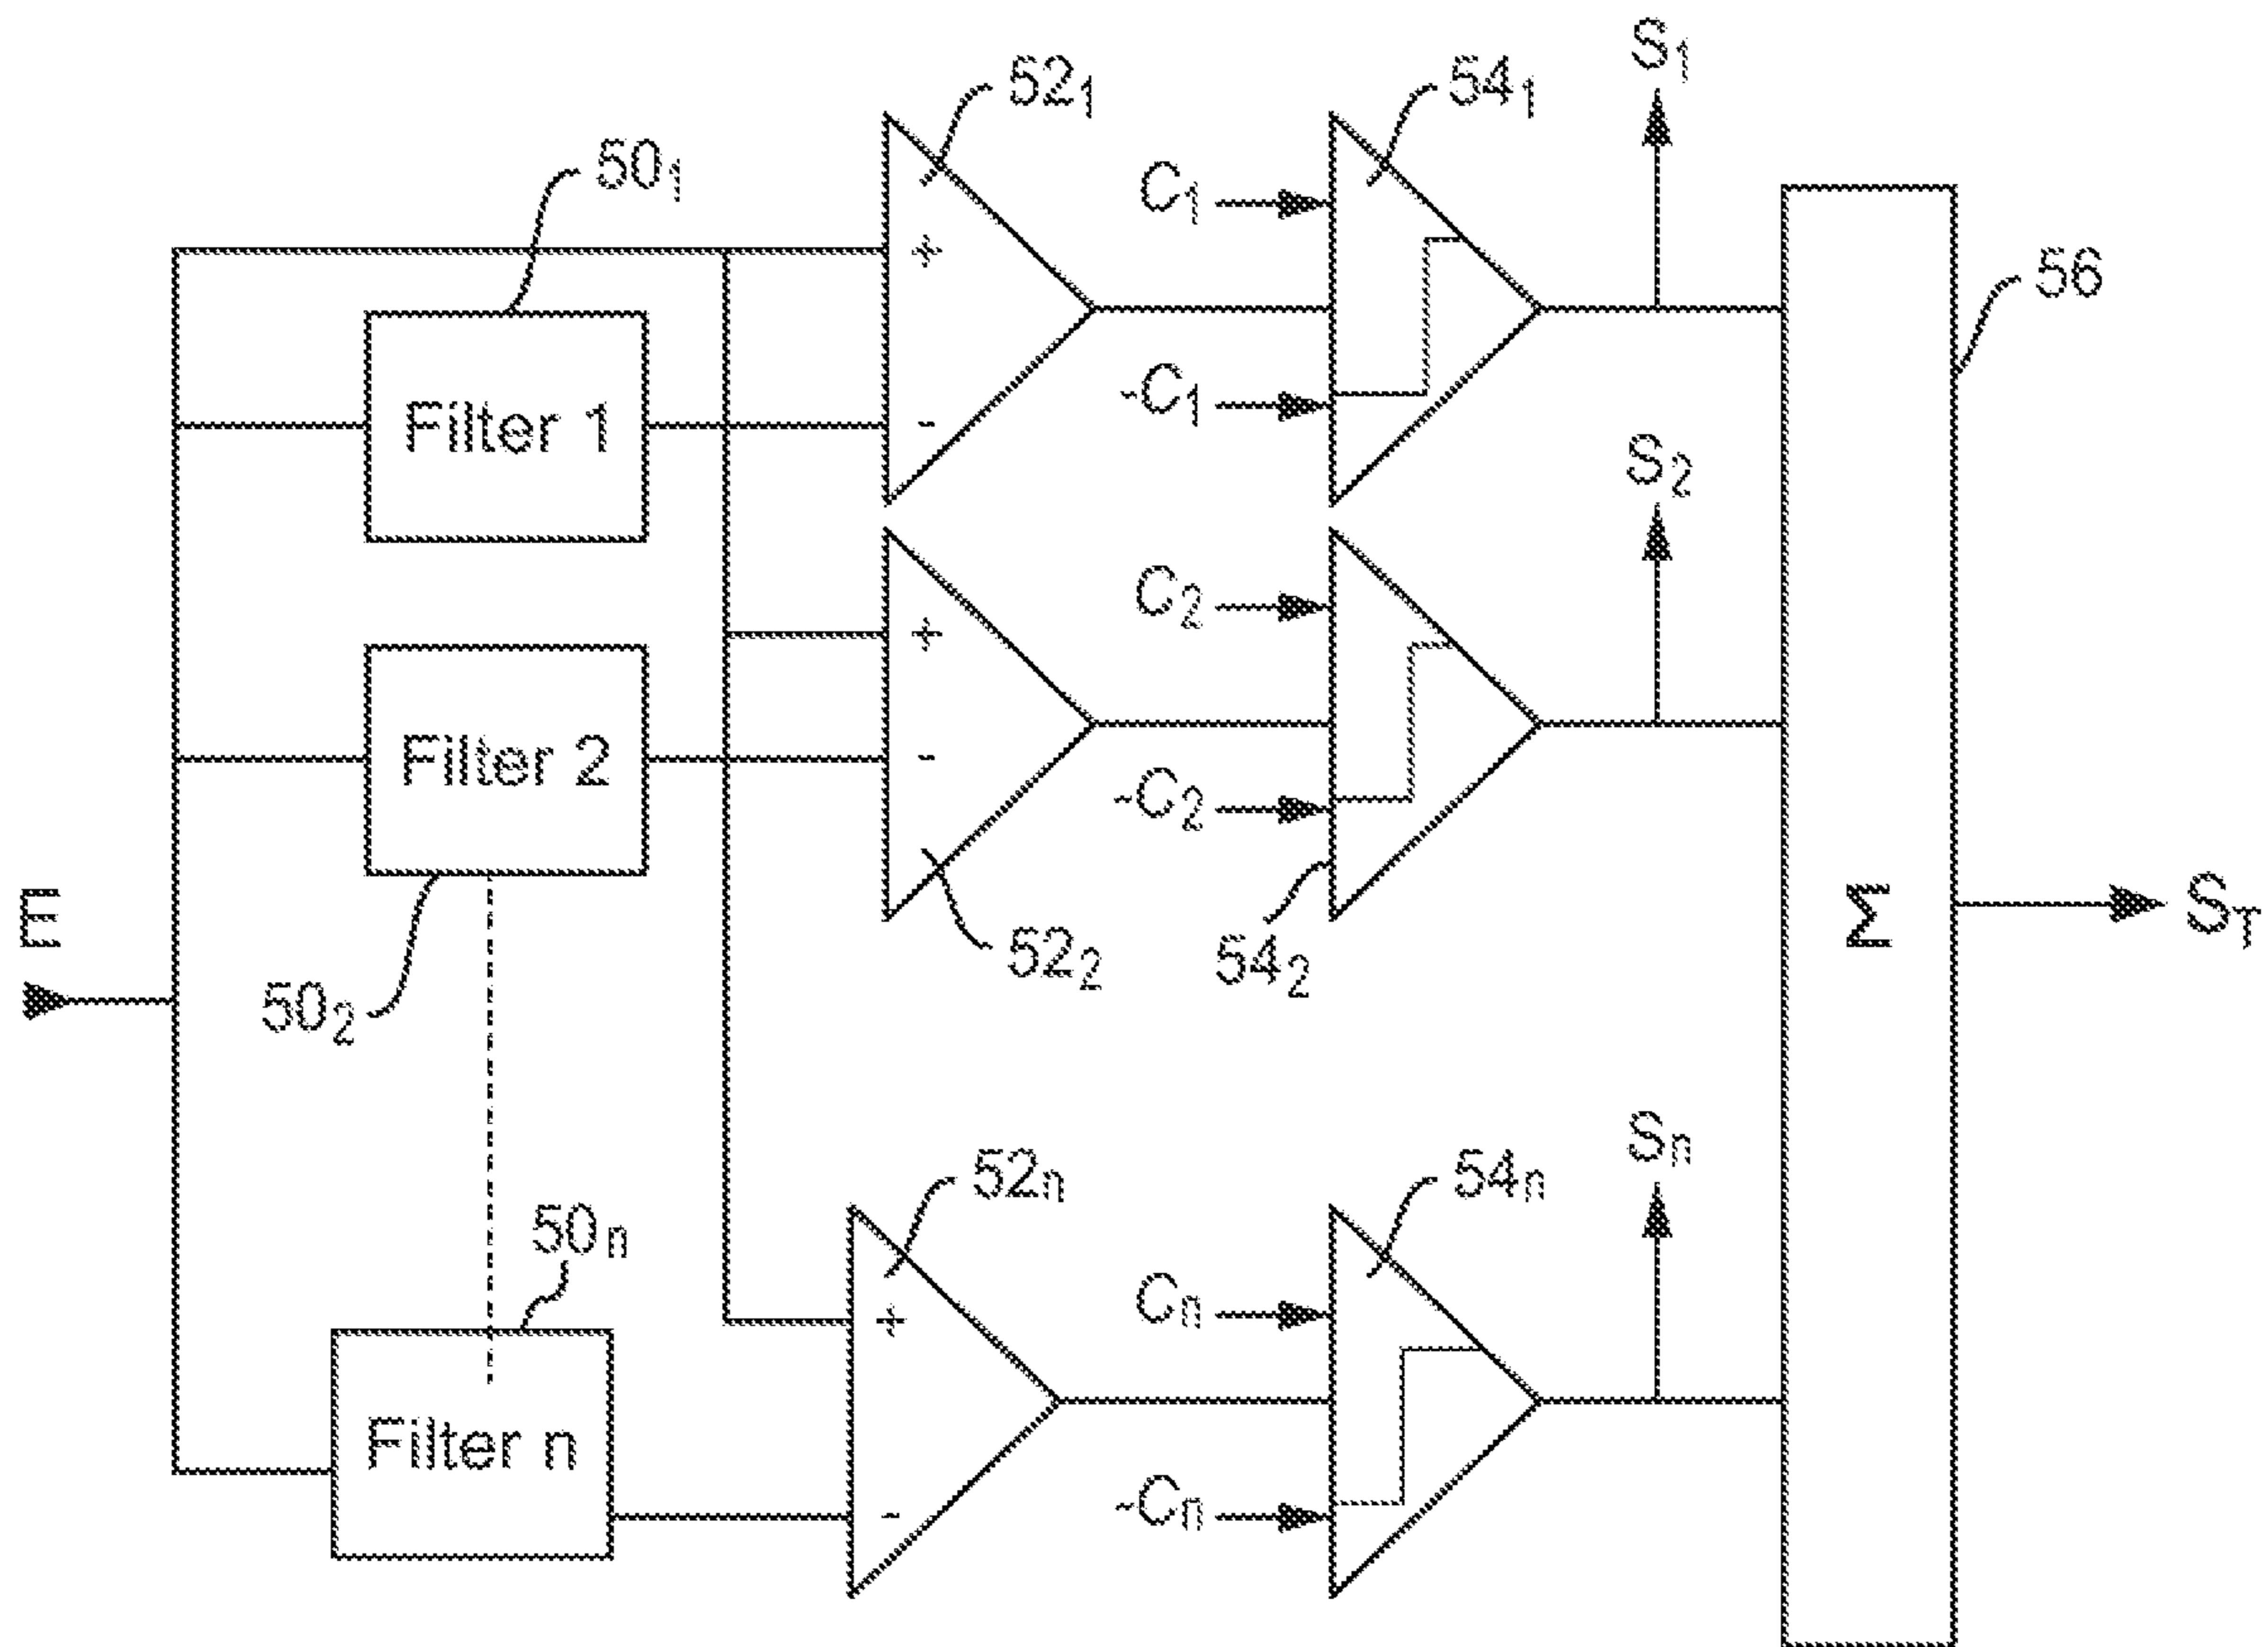 S₁
52₁
54₁
50₁
C₁
+
56
-C₁
Filter 1
-
S₂
C₂
+
Filter 2
-
-C₂
E
Σ
S_T
52₂
54₂
50₂
Sₙ
52ₙ
54ₙ
50ₙ
Cₙ
+
Filter n
-
-Cₙ